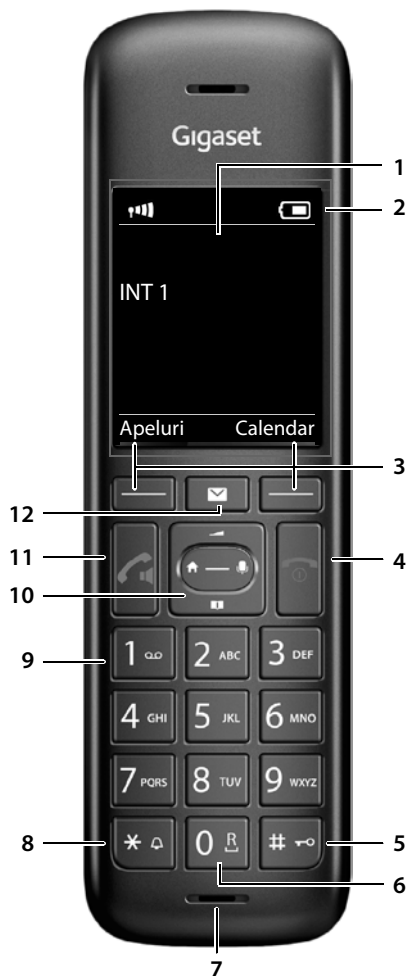 Gigaset
1
2
INT 1
Apeluri Calendar
3
12
11
4
10
9
1 2 ABC 3 DEF
4 GHI 5 JKL 6 MNO
7 PQRS 8 TUV 9 WXYZ
8
* 0 R #
5
6
7